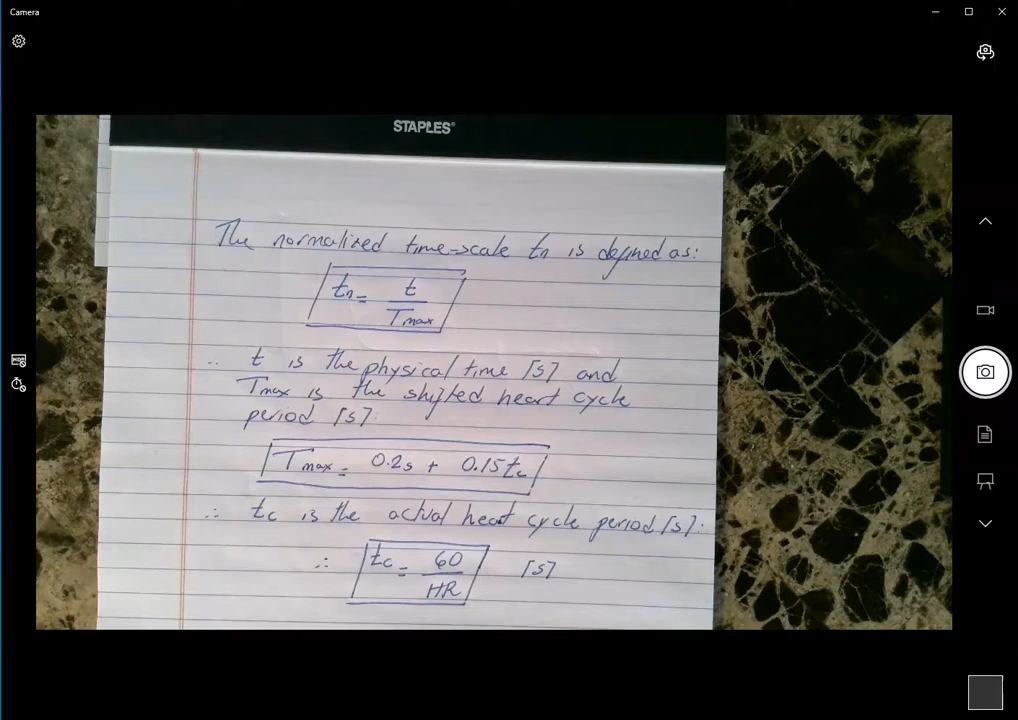 Camera
STAPLES®
The normalized time-scale tn is defined as:
tn = t / Tmax
∴ t is the physical time [s] and
Tmax is the shifted heart cycle
period [s]:
Tmax = 0.2s + 0.15tc
∴ tc is the actual heart cycle period [s]:
∴ tc = 60 / HR [s]